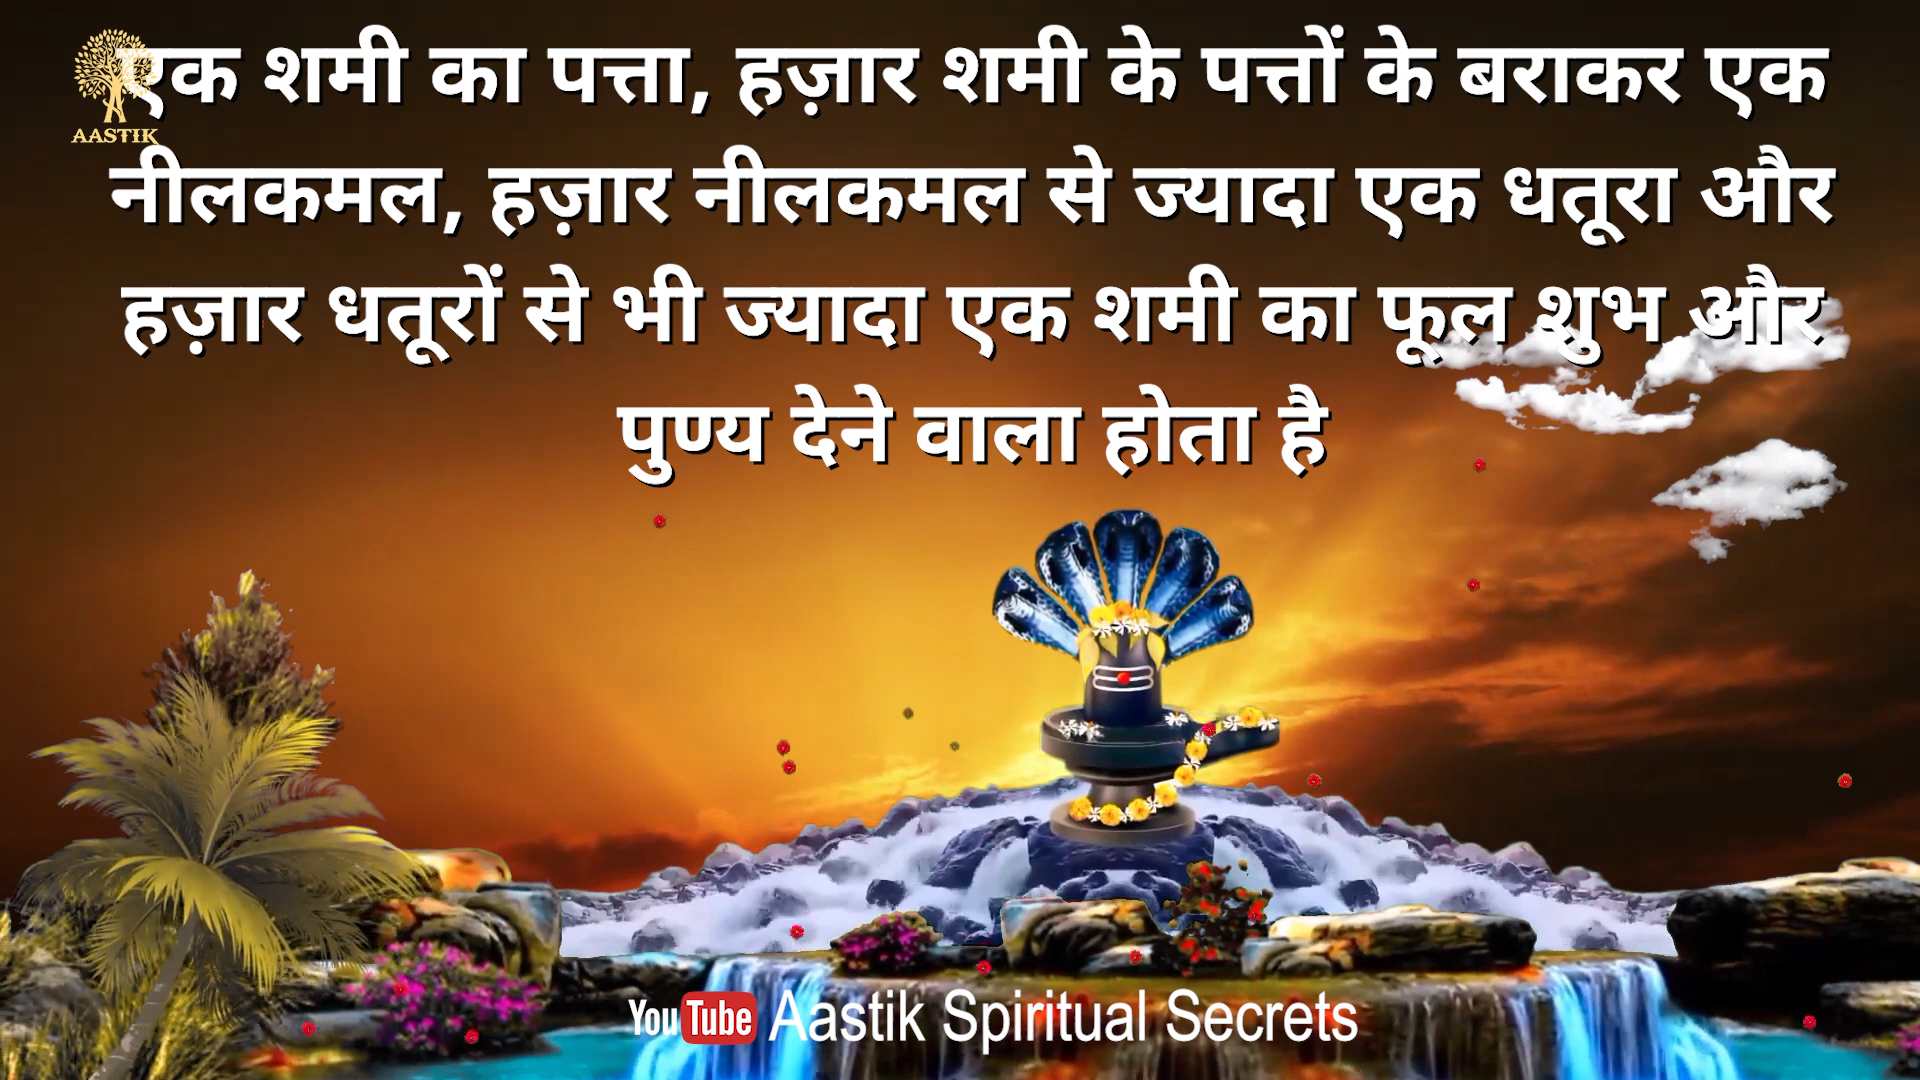 एक शमी का पत्ता, हज़ार शमी के पत्तों के बराकर एक
नीलकमल, हज़ार नीलकमल से ज्यादा एक धतूरा और
हज़ार धतूरों से भी ज्यादा एक शमी का फूल शुभ और
पुण्य देने वाला होता है
AASTIK
YouTube Aastik Spiritual Secrets